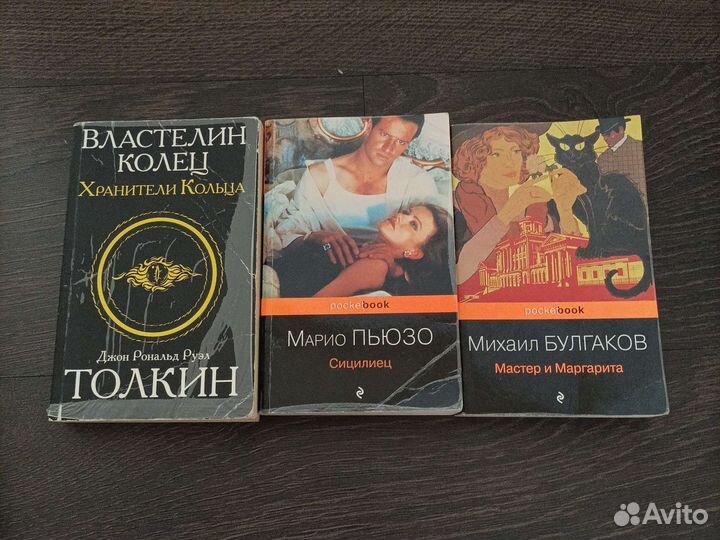 ВЛАСТЕЛИН
КОЛЕЦ
ХРАНИТЕЛИ КОЛЬЦА
Джон Рональд Руэл
ТОЛКИН
pocketbook
МАРИО ПЬЮЗО
Сицилиец
pocketbook
МИХАИЛ БУЛГАКОВ
Мастер и Маргарита
Avito